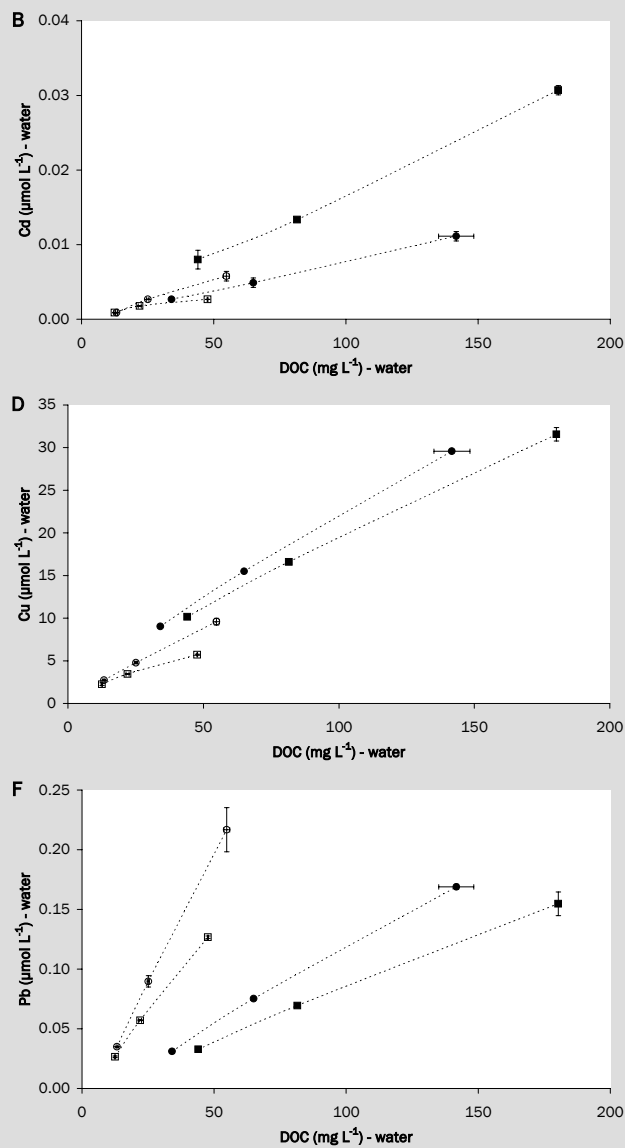 B
0.04
0.03
0.02
0.01
0.00
Cd (µmol L⁻¹) - water
0 50 100 150 200
DOC (mg L⁻¹) - water
D
35
30
25
20
15
10
5
0
Cu (µmol L⁻¹) - water
0 50 100 150 200
DOC (mg L⁻¹) - water
F
0.25
0.20
0.15
0.10
0.05
0.00
Pb (µmol L⁻¹) - water
0 50 100 150 200
DOC (mg L⁻¹) - water